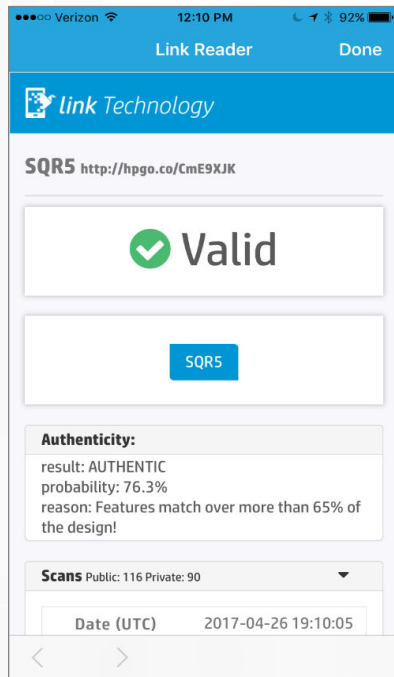 Verizon 12:10 PM 92%
Link Reader Done
link Technology
SQR5 http://hpgo.co/CmE9XJK
Valid
SQR5
Authenticity:
result: AUTHENTIC
probability: 76.3%
reason: Features match over more than 65% of
the design!
Scans Public: 116 Private: 90
Date (UTC) 2017-04-26 19:10:05